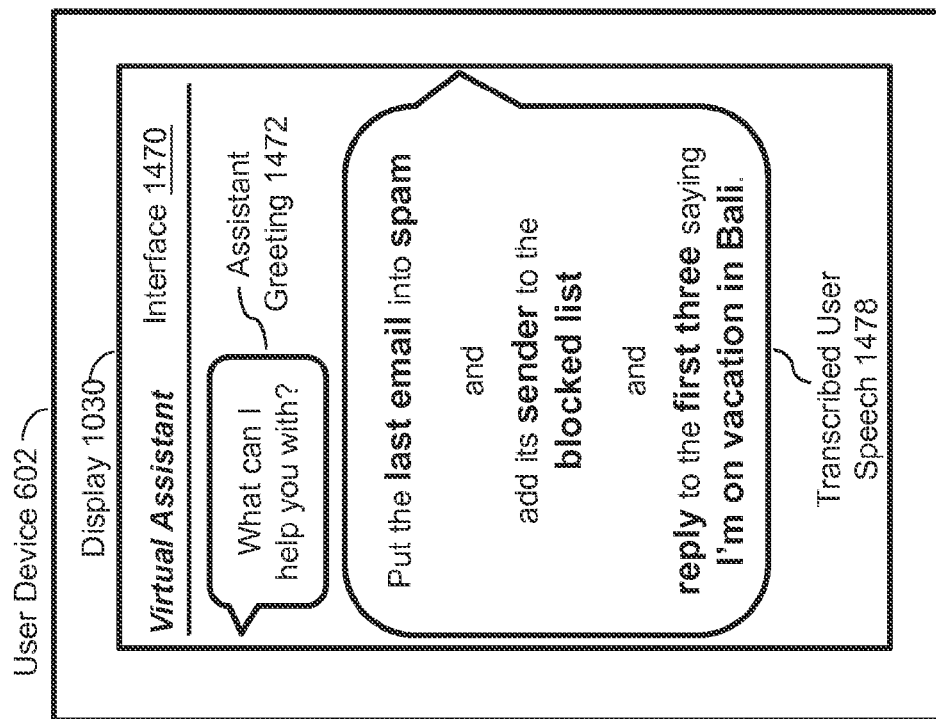 User Device 602
Display 1030
Virtual Assistant Interface 1470
What can I
help you with?
Assistant
Greeting 1472
Put the last email into spam
and
add its sender to the
blocked list
and
reply to the first three saying
I'm on vacation in Bali.
Transcribed User
Speech 1478